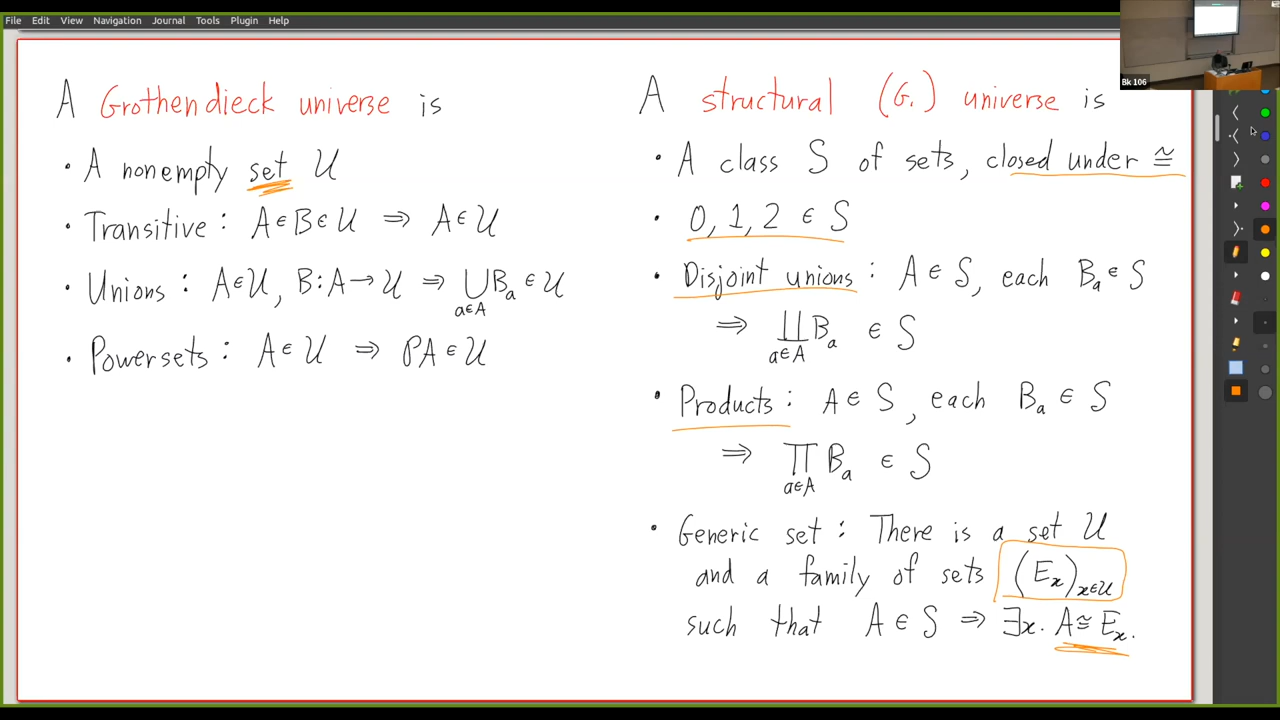 File Edit View Navigation Journal Tools Plugin Help
Bk 106
A Grothendieck universe is
• A nonempty set U
• Transitive: A∈B∈U ⇒ A∈U
• Unions: A∈U, B:A→U ⇒ ⋃_{a∈A} B_a ∈ U
• Powersets: A∈U ⇒ PA∈U
A structural (G.) universe is
• A class S of sets, closed under ≅
• 0, 1, 2 ∈ S
• Disjoint unions: A ∈ S, each B_a ∈ S
⇒ ∐_{a∈A} B_a ∈ S
• Products: A ∈ S, each B_a ∈ S
⇒ ∏_{a∈A} B_a ∈ S
• Generic set: There is a set U
and a family of sets (E_x)_{x∈U}
such that A ∈ S ⇒ ∃x. A≅E_x.